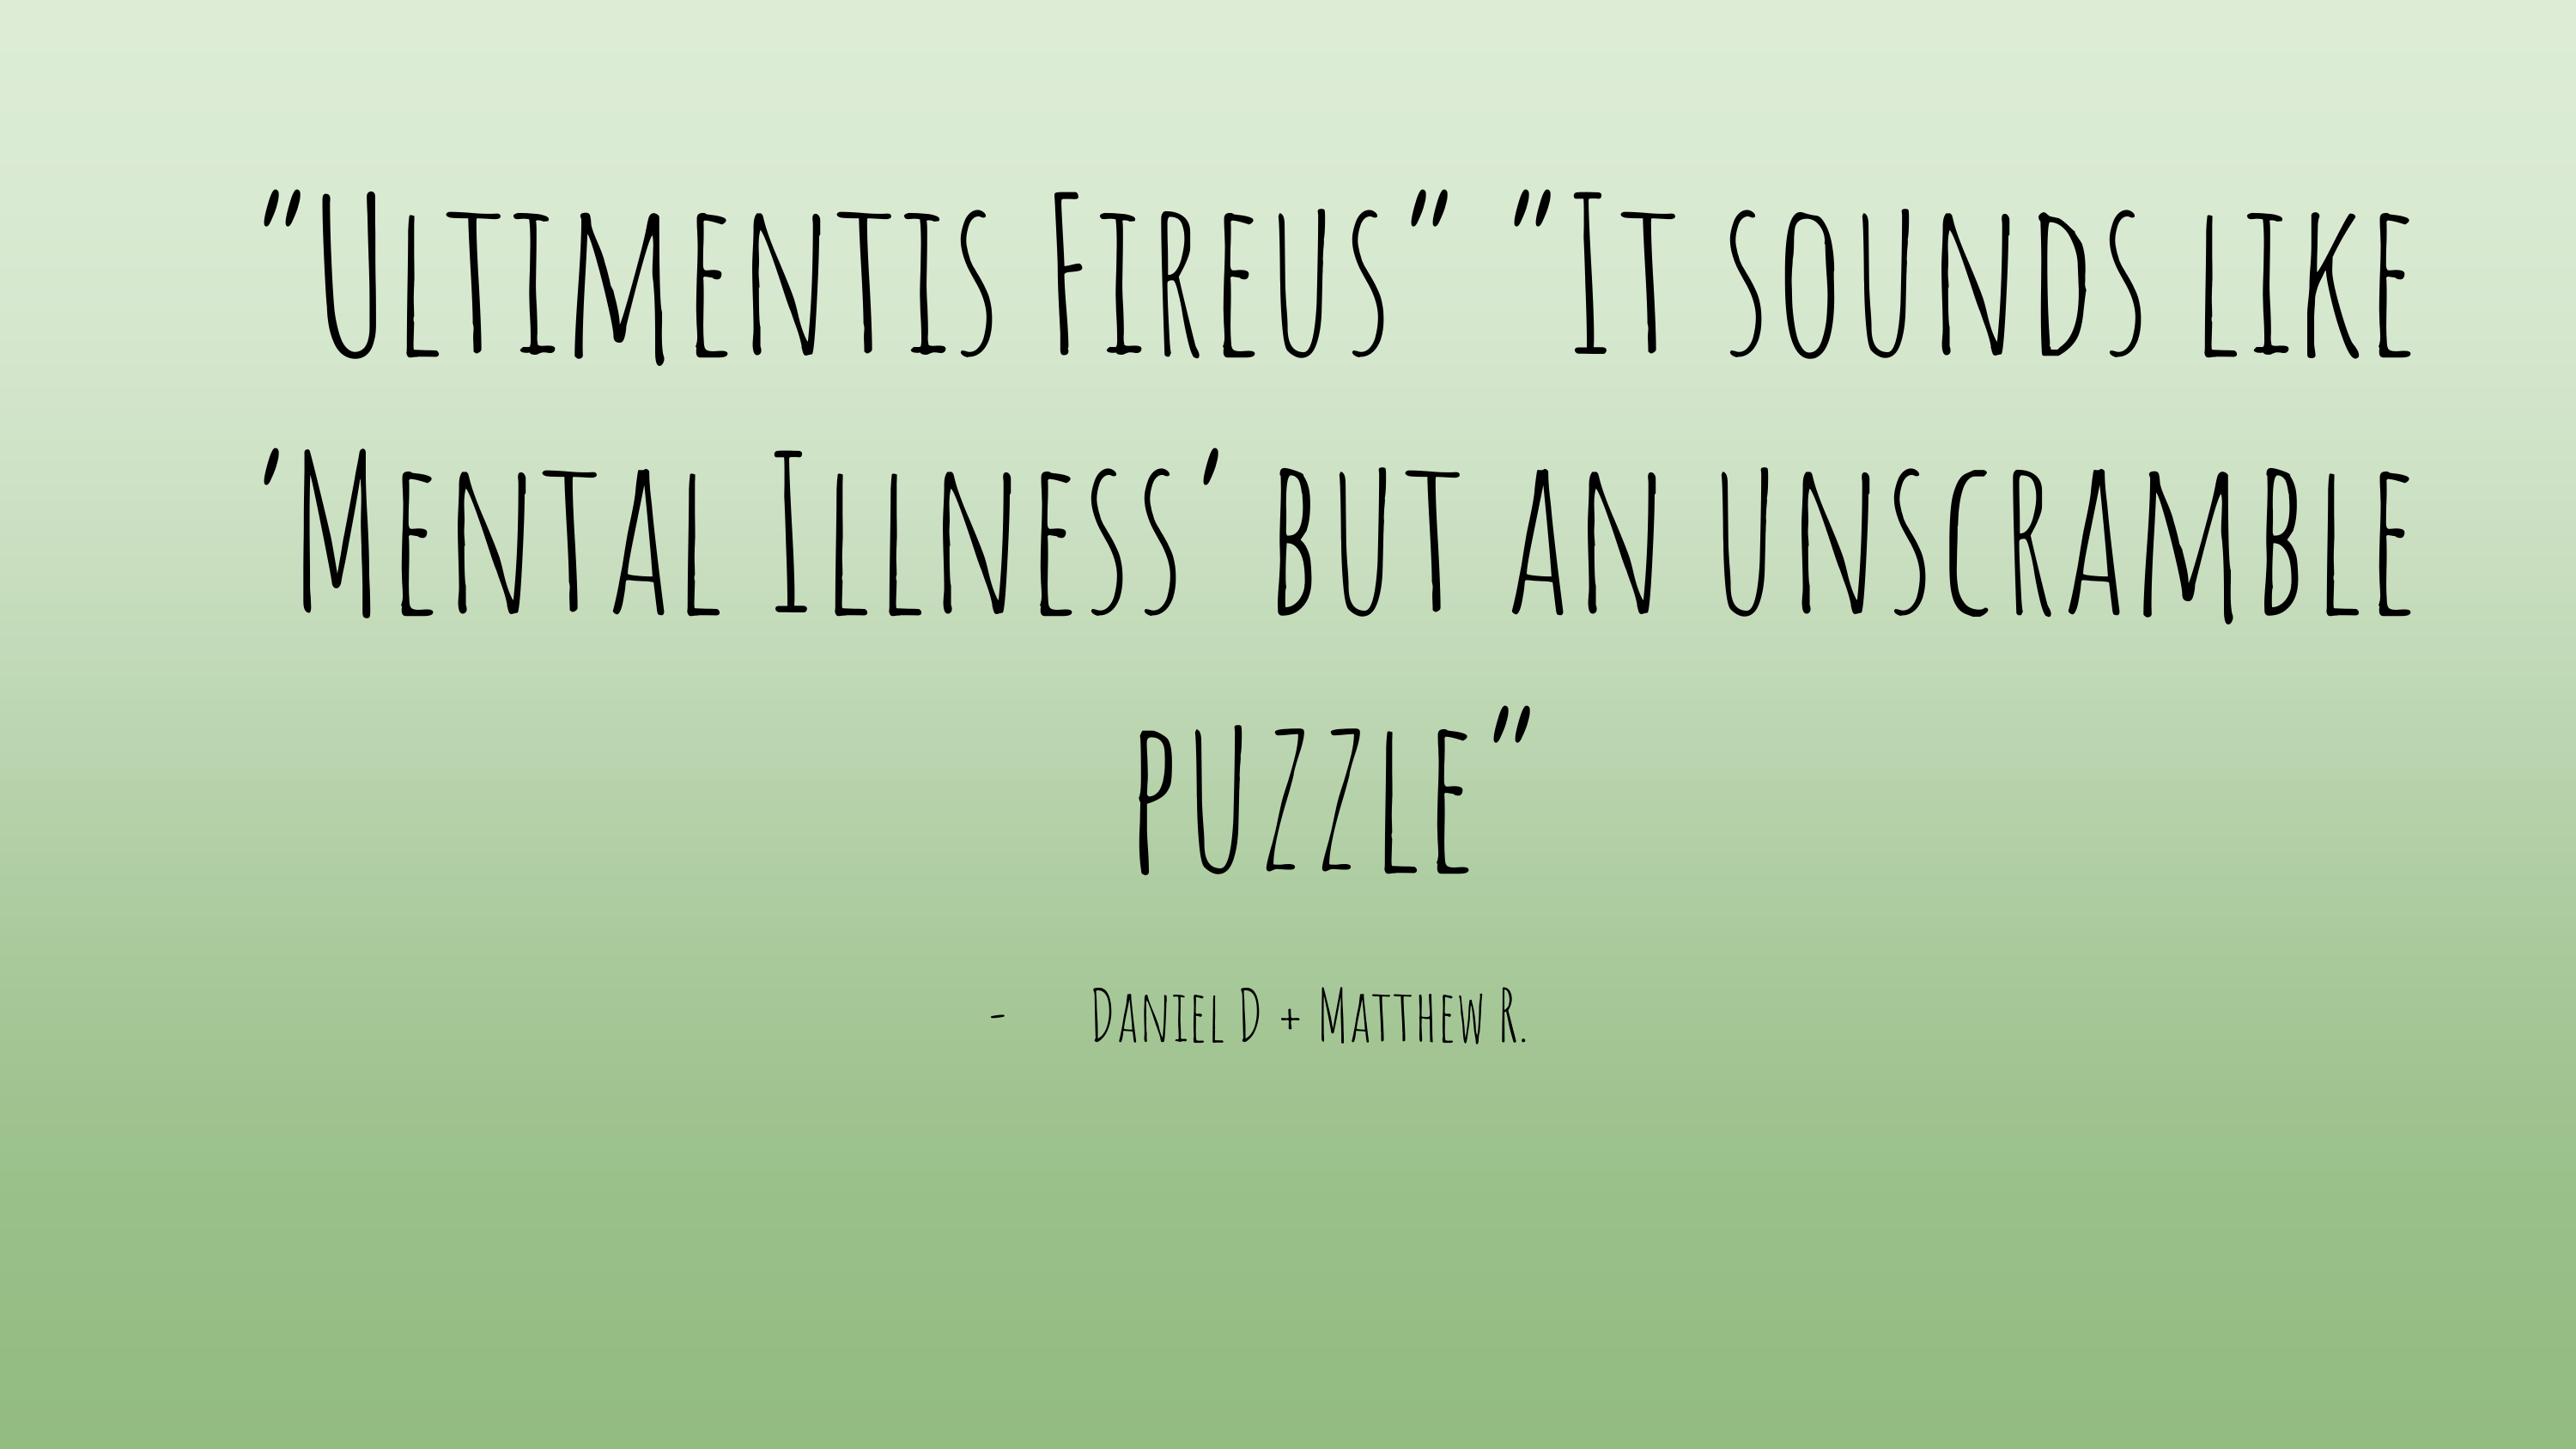 "Ultimentis Fireus" "It sounds like
'Mental Illness' but an unscramble
puzzle"
- Daniel D + Matthew R.